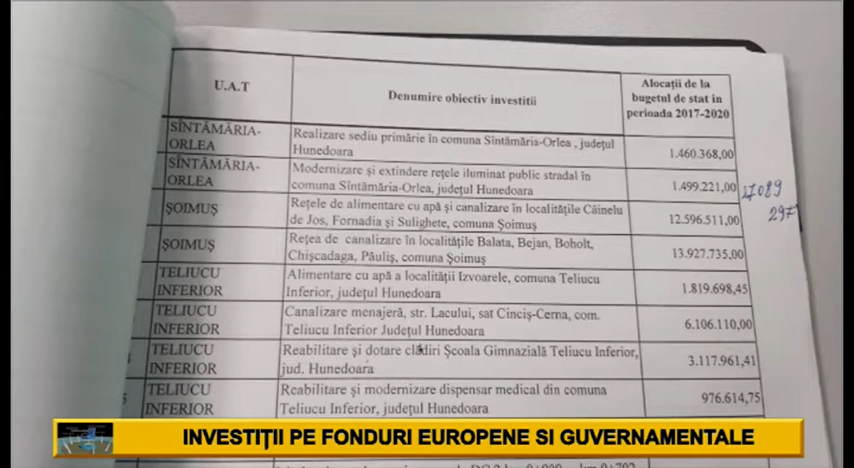 U.A.T
Denumire obiectiv investitii
Alocații de la
bugetul de stat in
perioada 2017-2020
SÎNTĂMĂRIA-
ORLEA
Realizare sediu primărie în comuna Sîntămăria-Orlea , județul
Hunedoara
1.460.368,00
SÎNTĂMĂRIA-
ORLEA
Modernizare și extindere rețele iluminat public stradal în
comuna Sîntămăria-Orlea, județul Hunedoara
1.499.221,00
ȘOIMUȘ
Rețele de alimentare cu apă și canalizare în localitățile Căinelu
de Jos, Fornadia și Sulighete, comuna Șoimuș
12.596.511,00
ȘOIMUȘ
Rețea de canalizare în localitățile Balata, Bejan, Boholt,
Chișcadaga, Păuliș, comuna Șoimuș
13.927.735,00
TELIUCU
INFERIOR
Alimentare cu apă a localității Izvoarele, comuna Teliucu
Inferior, județul Hunedoara
1.819.698,45
TELIUCU
INFERIOR
Canalizare menajeră, str. Lacului, sat Cinciș-Cerna, com.
Teliucu Inferior Județul Hunedoara
6.106.110,00
TELIUCU
INFERIOR
Reabilitare și dotare clădiri Școala Gimnazială Teliucu Inferior,
jud. Hunedoara
3.117.961,41
TELIUCU
INFERIOR
Reabilitare și modernizare dispensar medical din comuna
Teliucu Inferior, județul Hunedoara
976.614,75
INVESTIȚII PE FONDURI EUROPENE SI GUVERNAMENTALE